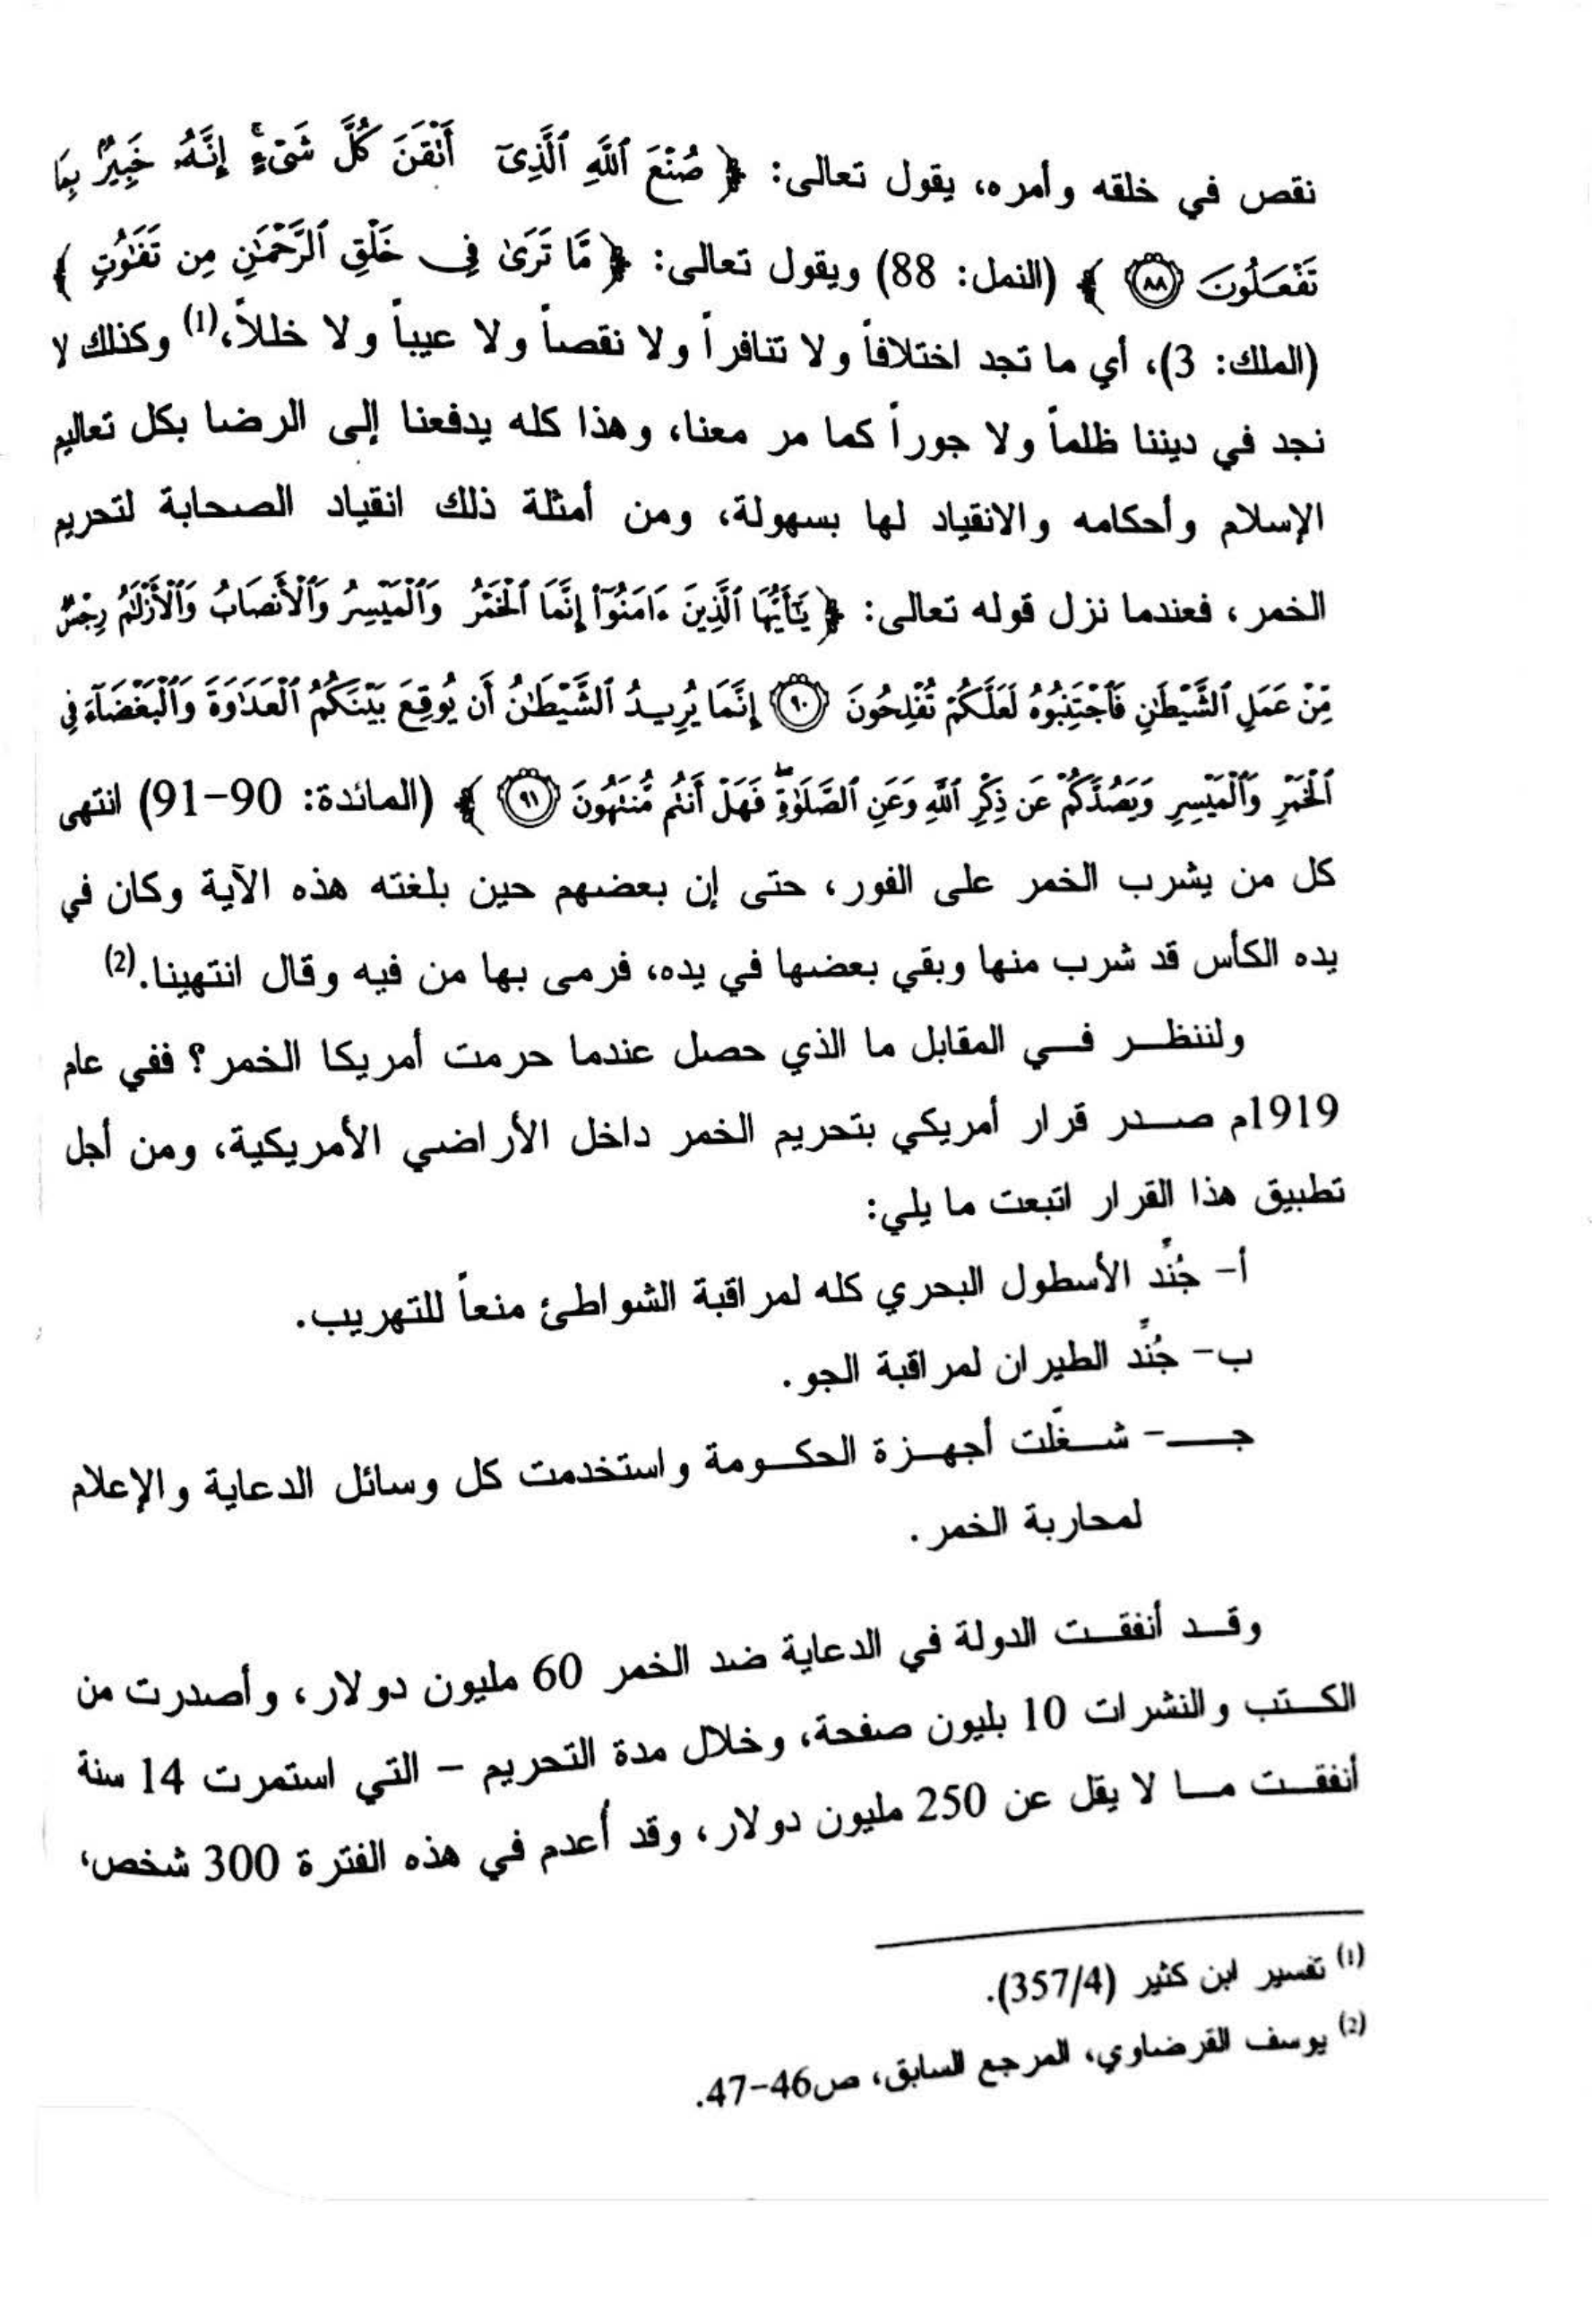 نقص في خلقه وأمره، يقول تعالى: ﴿ صُنْعَ ٱللَّهِ ٱلَّذِىٓ أَتْقَنَ كُلَّ شَىْءٍ ۚ إِنَّهُۥ خَبِيرٌۢ بِمَا
تَفْعَلُونَ ٨٨ ﴾ (النمل: 88) ويقول تعالى: ﴿ مَّا تَرَىٰ فِى خَلْقِ ٱلرَّحْمَٰنِ مِن تَفَٰوُتٍ ﴾
(الملك: 3)، أي ما تجد اختلافاً ولا تنافراً ولا نقصاً ولا عيباً ولا خللاً،(1) وكذلك لا
نجد في ديننا ظلماً ولا جوراً كما مر معنا، وهذا كله يدفعنا إلى الرضا بكل تعاليم
الإسلام وأحكامه والانقياد لها بسهولة، ومن أمثلة ذلك انقياد الصحابة لتحريم
الخمر، فعندما نزل قوله تعالى: ﴿ يَٰٓأَيُّهَا ٱلَّذِينَ ءَامَنُوٓا۟ إِنَّمَا ٱلْخَمْرُ وَٱلْمَيْسِرُ وَٱلْأَنصَابُ وَٱلْأَزْلَٰمُ رِجْسٌ
مِّنْ عَمَلِ ٱلشَّيْطَٰنِ فَٱجْتَنِبُوهُ لَعَلَّكُمْ تُفْلِحُونَ ٩٠ إِنَّمَا يُرِيدُ ٱلشَّيْطَٰنُ أَن يُوقِعَ بَيْنَكُمُ ٱلْعَدَٰوَةَ وَٱلْبَغْضَآءَ فِى
ٱلْخَمْرِ وَٱلْمَيْسِرِ وَيَصُدَّكُمْ عَن ذِكْرِ ٱللَّهِ وَعَنِ ٱلصَّلَوٰةِ ۖ فَهَلْ أَنتُم مُّنتَهُونَ ٩١ ﴾ (المائدة: 90-91) انتهى
كل من يشرب الخمر على الفور، حتى إن بعضهم حين بلغته هذه الآية وكان في
يده الكأس قد شرب منها وبقي بعضها في يده، فرمى بها من فيه وقال انتهينا.(2)
ولننظر في المقابل ما الذي حصل عندما حرمت أمريكا الخمر؟ ففي عام
1919م صدر قرار أمريكي بتحريم الخمر داخل الأراضي الأمريكية، ومن أجل
تطبيق هذا القرار اتبعت ما يلي:
أ- جُنِّد الأسطول البحري كله لمراقبة الشواطئ منعاً للتهريب.
ب- جُنِّد الطيران لمراقبة الجو.
جـ- شغّلت أجهزة الحكومة واستخدمت كل وسائل الدعاية والإعلام
لمحاربة الخمر.
وقد أنفقت الدولة في الدعاية ضد الخمر 60 مليون دولار، وأصدرت من
الكتب والنشرات 10 بليون صفحة، وخلال مدة التحريم – التي استمرت 14 سنة
أنفقت ما لا يقل عن 250 مليون دولار، وقد أُعدم في هذه الفترة 300 شخص،
(1) تفسير ابن كثير (357/4).
(2) يوسف القرضاوي، المرجع السابق، ص46-47.